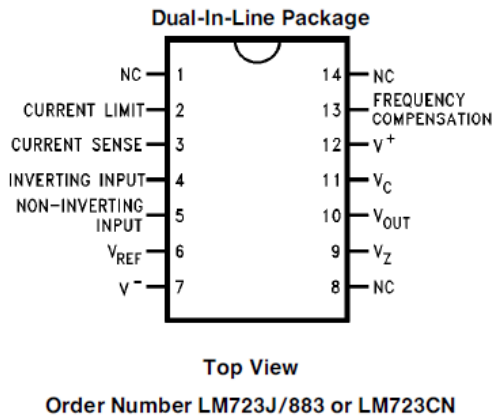 Dual-In-Line Package
NC 1 14 NC
CURRENT LIMIT 2 13 FREQUENCY COMPENSATION
CURRENT SENSE 3 12 V+
INVERTING INPUT 4 11 VC
NON-INVERTING INPUT 5 10 VOUT
VREF 6 9 VZ
V- 7 8 NC
Top View
Order Number LM723J/883 or LM723CN